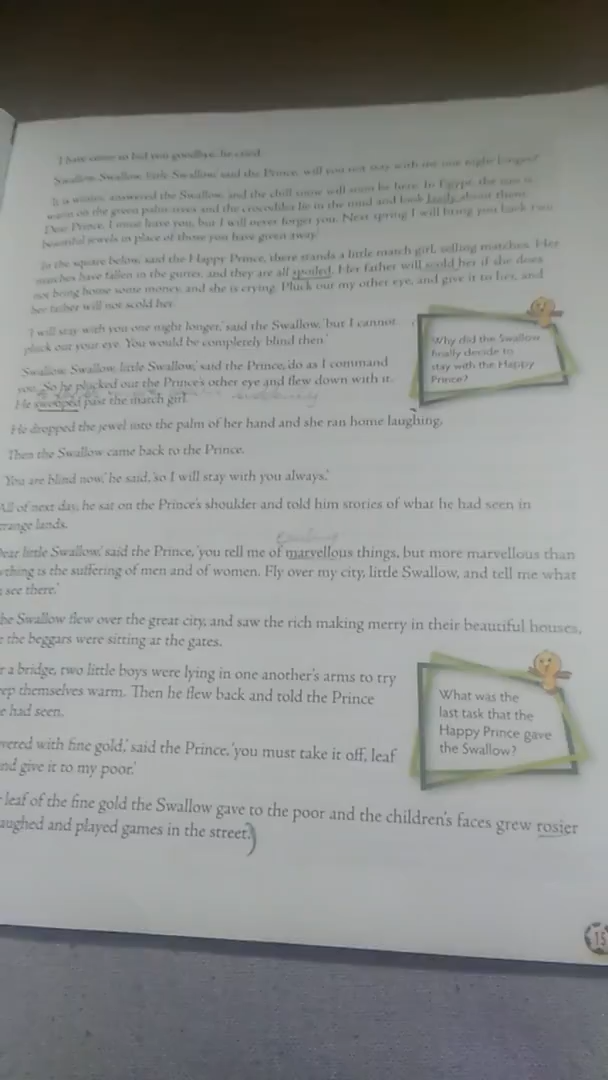 'I have come to bid you goodbye,' he cried.
'Swallow, Swallow, little Swallow,' said the Prince, 'will you not stay with me one night longer?'
'It is winter,' answered the Swallow, 'and the chill snow will soon be here. In Egypt the sun is
warm on the green palm trees and the crocodiles lie in the mud and look lazily about them.
Dear Prince, I must leave you, but I will never forget you. Next spring I will bring you back two
beautiful jewels in place of those you have given away.'
'In the square below,' said the Happy Prince, 'there stands a little match girl, selling matches. Her
matches have fallen in the gutter, and they are all spoiled. Her father will scold her if she does
not bring home some money, and she is crying. Pluck out my other eye, and give it to her, and
her father will not scold her.
'I will stay with you one night longer,' said the Swallow, 'but I cannot
pluck out your eye. You would be completely blind then.'
Why did the Swallow
finally decide to
stay with the Happy
Prince?
'Swallow, Swallow, little Swallow,' said the Prince, 'do as I command
you. So he plucked out the Prince's other eye and flew down with it.
He swooped past the match girl.
He dropped the jewel into the palm of her hand and she ran home laughing.
Then the Swallow came back to the Prince.
You are blind now,' he said, 'so I will stay with you always.'
All of next day, he sat on the Prince's shoulder and told him stories of what he had seen in
range lands.
ear little Swallow,' said the Prince, 'you tell me of marvellous things, but more marvellous than
ything is the suffering of men and of women. Fly over my city, little Swallow, and tell me what
see there.'
he Swallow flew over the great city, and saw the rich making merry in their beautiful houses,
the beggars were sitting at the gates.
r a bridge, two little boys were lying in one another's arms to try
eep themselves warm. Then he flew back and told the Prince
e had seen.
What was the
last task that the
Happy Prince gave
the Swallow?
vered with fine gold,' said the Prince, 'you must take it off, leaf
nd give it to my poor.'
leaf of the fine gold the Swallow gave to the poor and the children's faces grew rosier
aughed and played games in the street.)
15